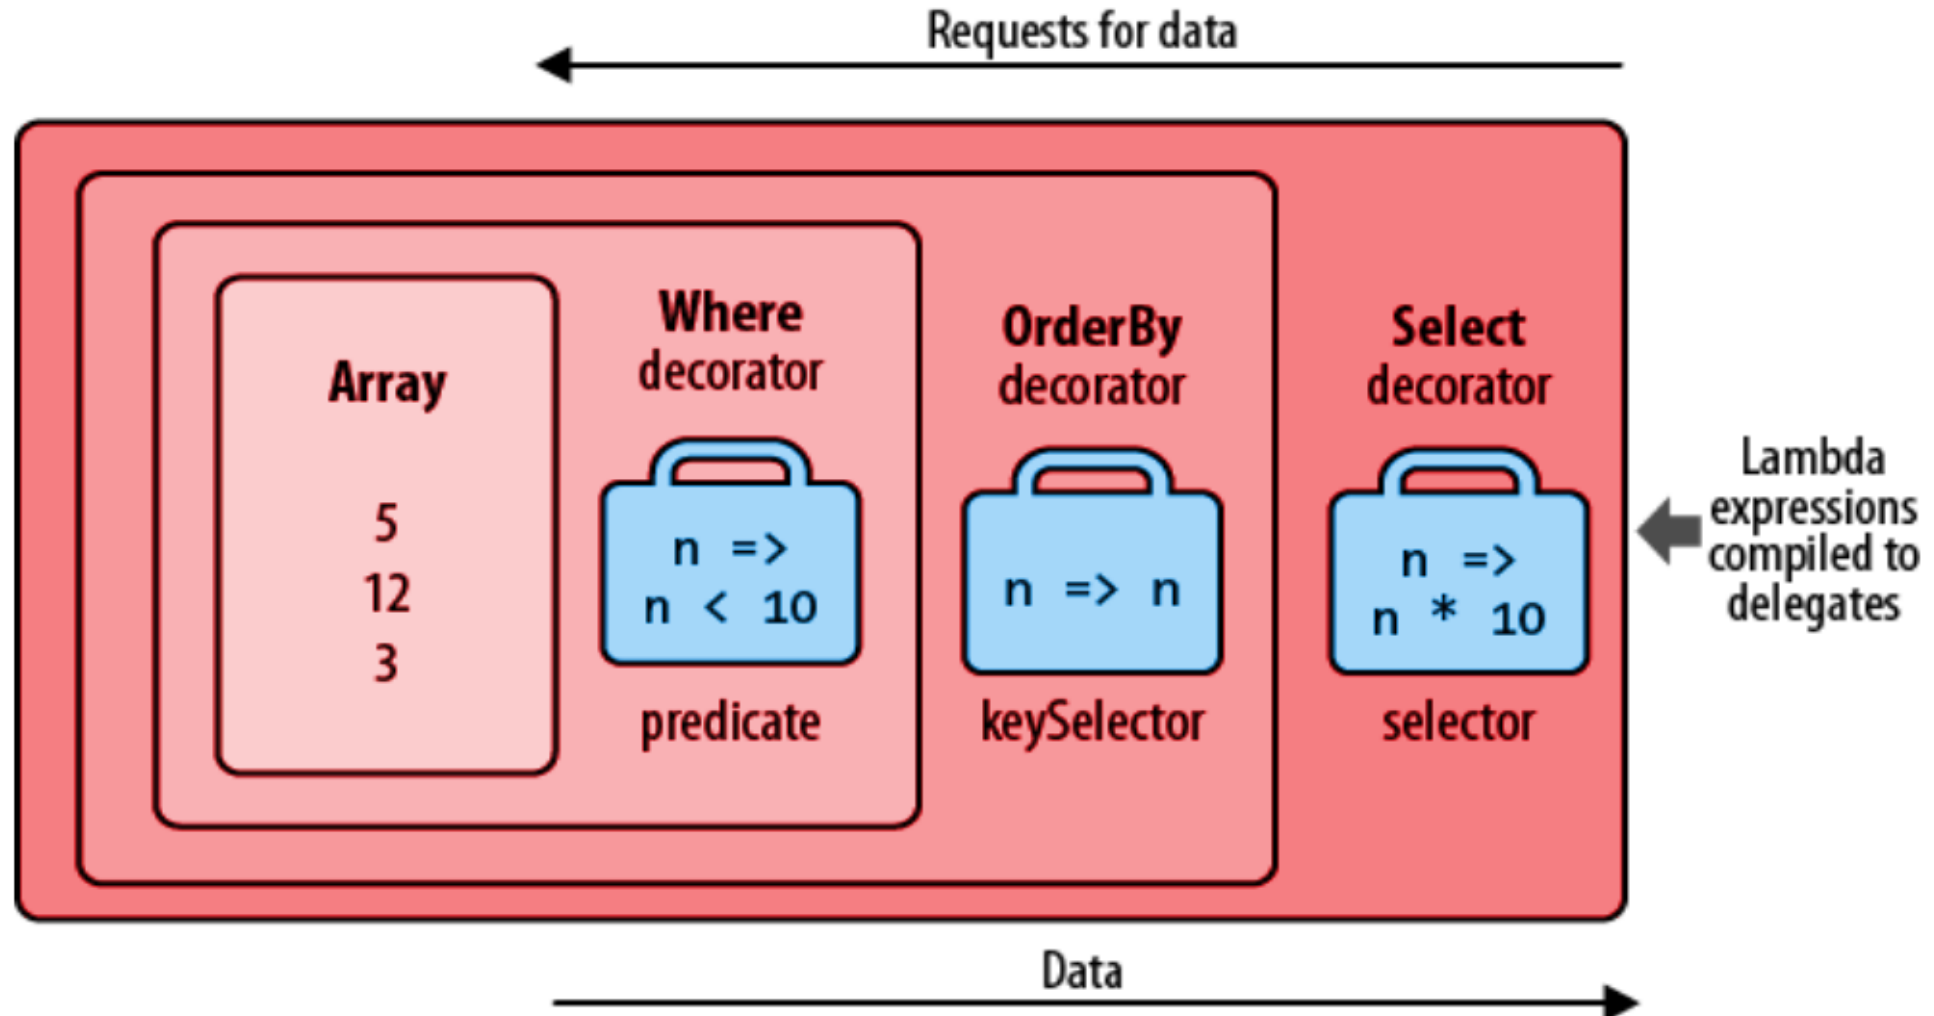 Requests for data
Array
5
12
3
Where
decorator
n =>
n < 10
predicate
OrderBy
decorator
n => n
keySelector
Select
decorator
n =>
n * 10
selector
Lambda
expressions
compiled to
delegates
Data